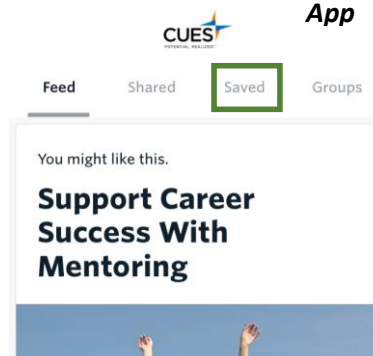 App
CUES
POTENTIAL, REALIZED.
Feed Shared Saved Groups
You might like this.
Support Career
Success With
Mentoring